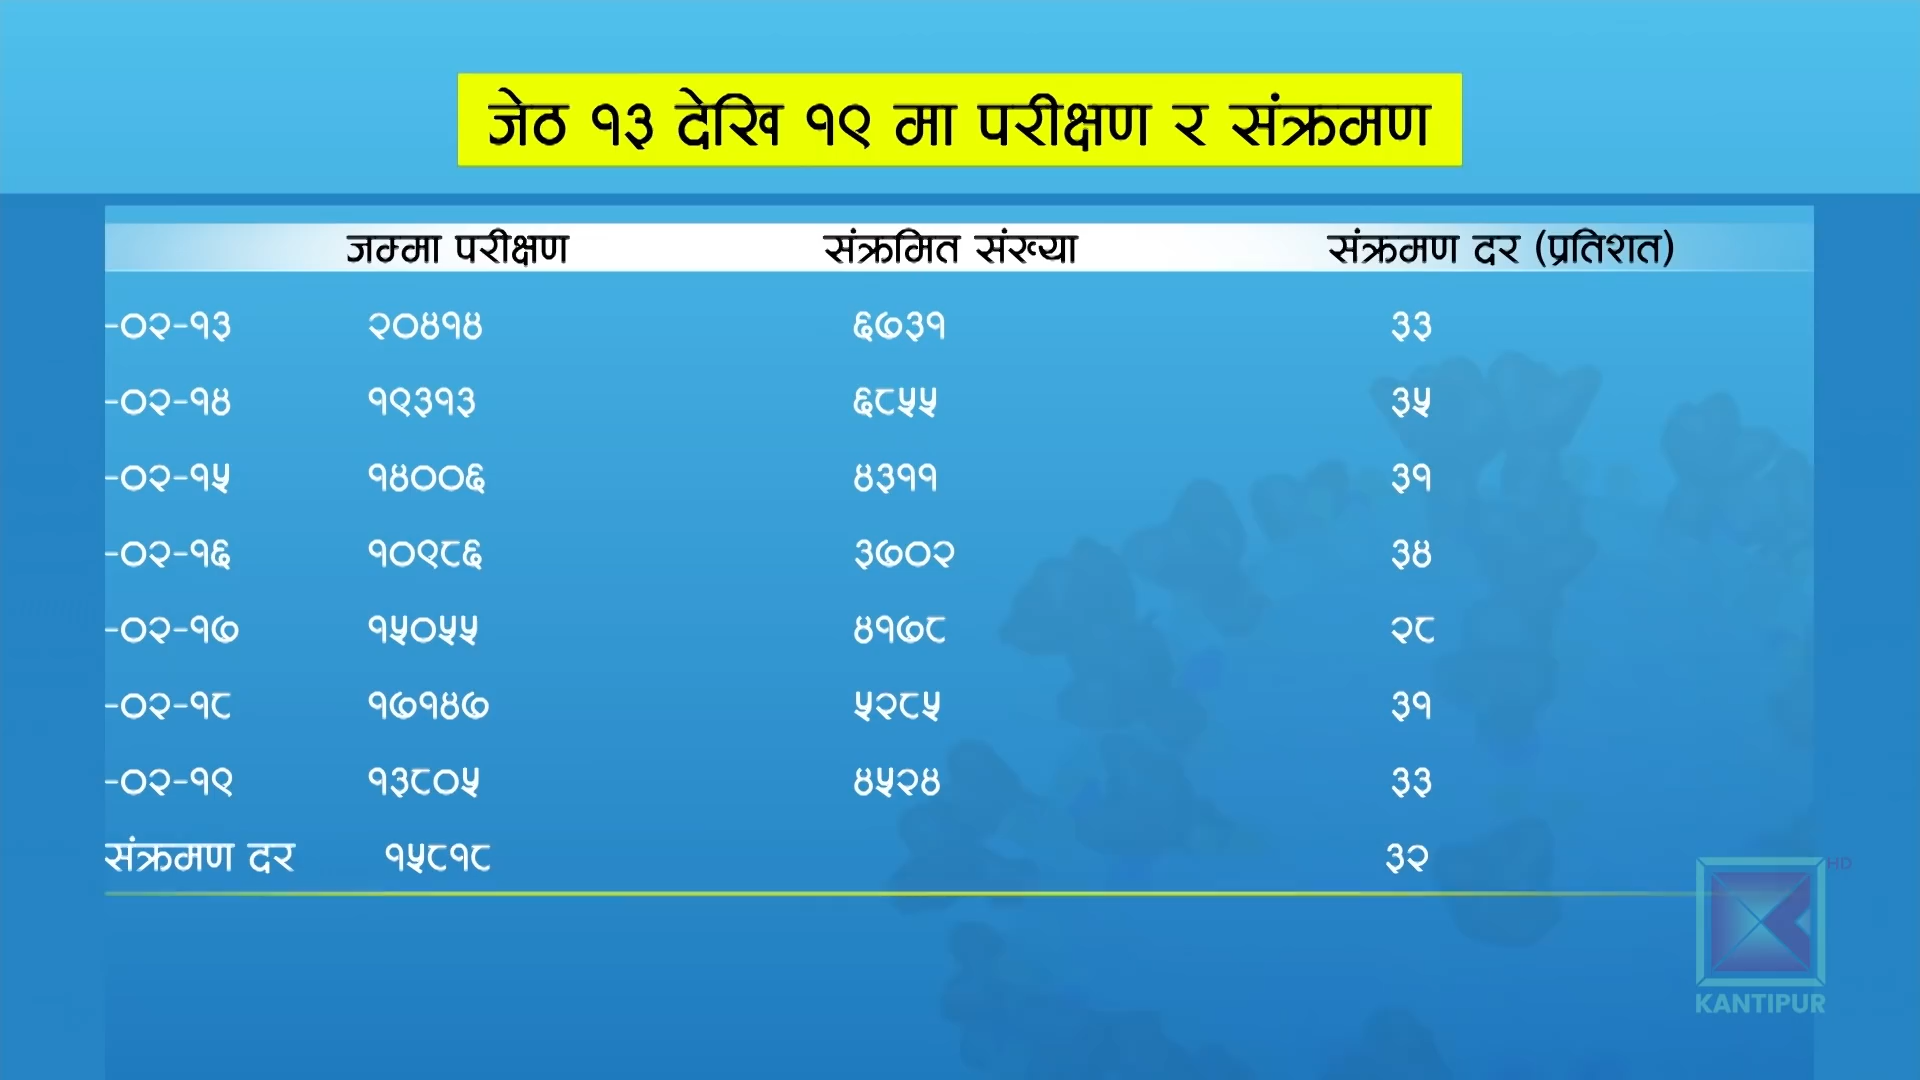 जेठ १३ देखि १९ मा परीक्षण र संक्रमण
जम्मा परीक्षण संक्रमित संख्या संक्रमण दर (प्रतिशत)
-०२-१३ २०४१४ ६७३१ ३३
-०२-१४ १९३१३ ६८५५ ३५
-०२-१५ १४००६ ४३११ ३१
-०२-१६ १०९८६ ३७०२ ३४
-०२-१७ १५०५५ ४१७८ २८
-०२-१८ १७१४७ ५२८५ ३१
-०२-१९ १३८०५ ४५२४ ३३
संक्रमण दर १५८१८ ३२
HD
KANTIPUR